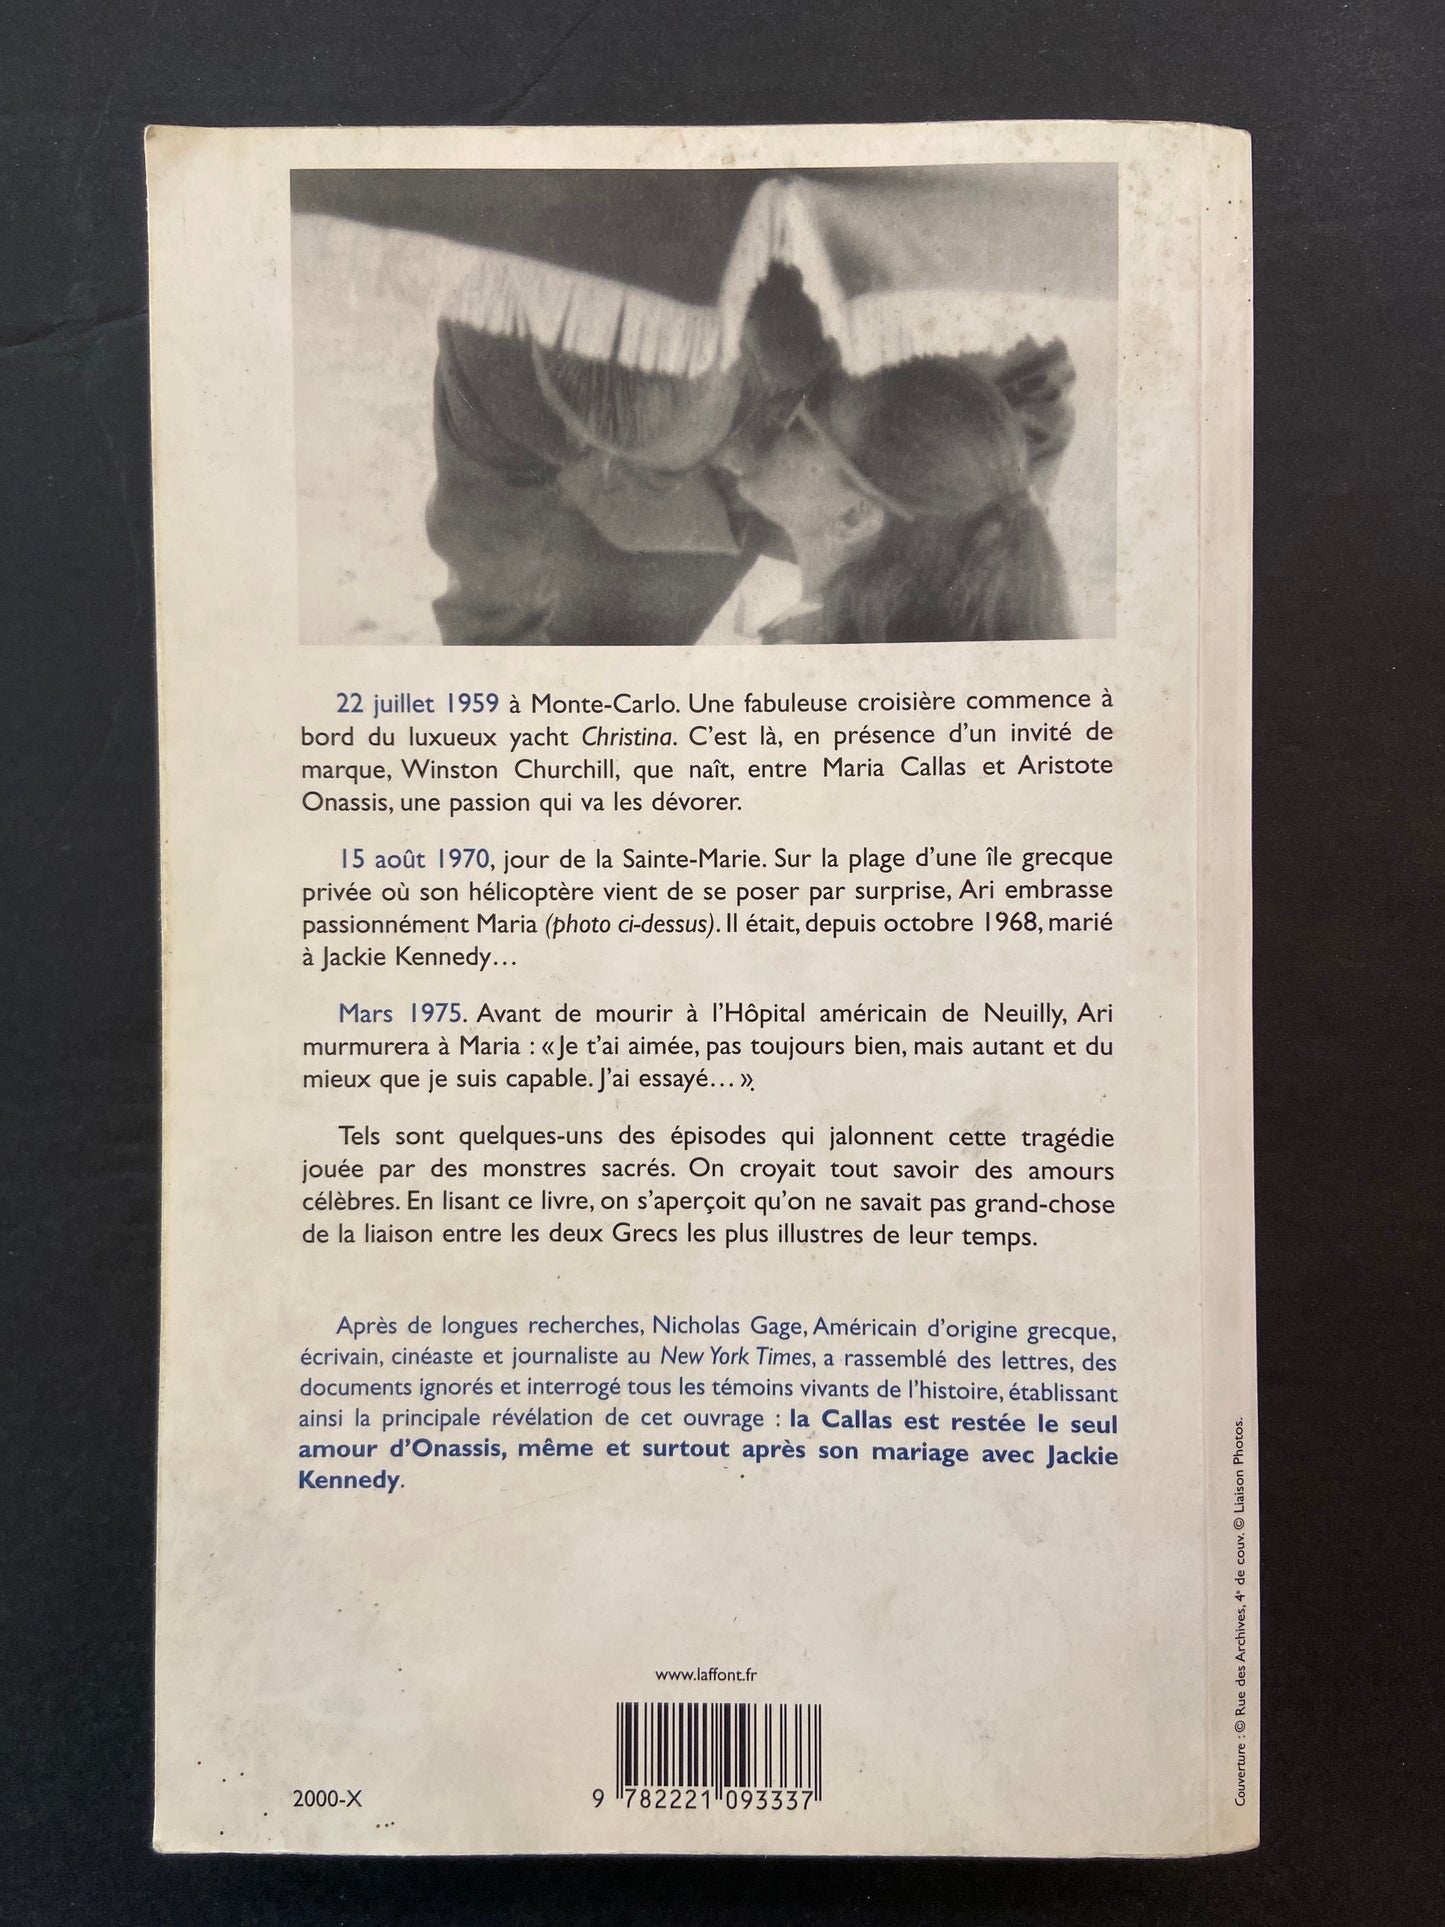 22 juillet 1959 à Monte-Carlo. Une fabuleuse croisière commence à
bord du luxueux yacht Christina. C'est là, en présence d'un invité de
marque, Winston Churchill, que naît, entre Maria Callas et Aristote
Onassis, une passion qui va les dévorer.
15 août 1970, jour de la Sainte-Marie. Sur la plage d'une île grecque
privée où son hélicoptère vient de se poser par surprise, Ari embrasse
passionnément Maria (photo ci-dessus). Il était, depuis octobre 1968, marié
à Jackie Kennedy…
Mars 1975. Avant de mourir à l'Hôpital américain de Neuilly, Ari
murmurera à Maria : «Je t'ai aimée, pas toujours bien, mais autant et du
mieux que je suis capable. J'ai essayé… ».
Tels sont quelques-uns des épisodes qui jalonnent cette tragédie
jouée par des monstres sacrés. On croyait tout savoir des amours
célèbres. En lisant ce livre, on s'aperçoit qu'on ne savait pas grand-chose
de la liaison entre les deux Grecs les plus illustres de leur temps.
Après de longues recherches, Nicholas Gage, Américain d'origine grecque,
écrivain, cinéaste et journaliste au New York Times, a rassemblé des lettres, des
documents ignorés et interrogé tous les témoins vivants de l'histoire, établissant
ainsi la principale révélation de cet ouvrage : la Callas est restée le seul
amour d'Onassis, même et surtout après son mariage avec Jackie
Kennedy.
www.laffont.fr
2000-X
9 782221 093337
Couverture : © Rue des Archives, 4e de couv. © Liaison Photos.